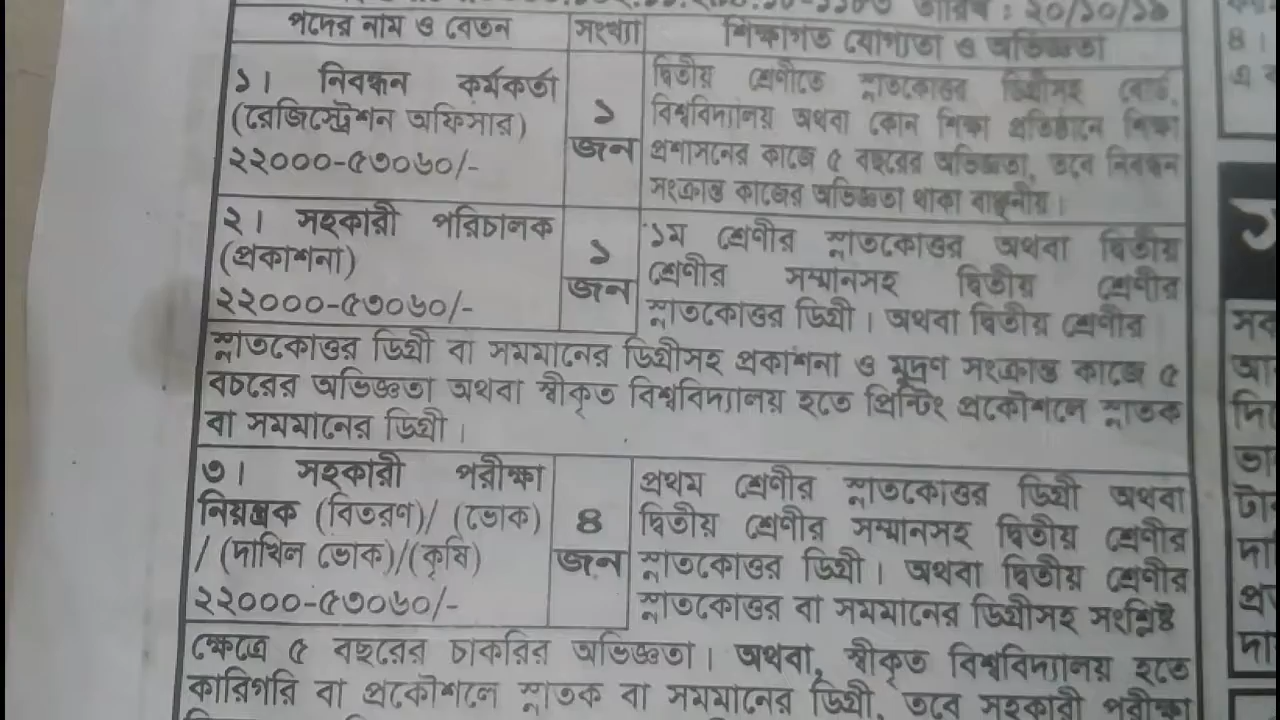 তারিখ : ২০/১০/১৯
পদের নাম ও বেতন
সংখ্যা
শিক্ষাগত যোগ্যতা ও অভিজ্ঞতা
১। নিবন্ধন কর্মকর্তা
(রেজিস্ট্রেশন অফিসার)
২২০০০-৫৩০৬০/-
১
জন
দ্বিতীয় শ্রেণীতে স্নাতকোত্তর ডিগ্রীসহ বোর্ড,
বিশ্ববিদ্যালয় অথবা কোন শিক্ষা প্রতিষ্ঠানে শিক্ষা
প্রশাসনের কাজে ৫ বছরের অভিজ্ঞতা, তবে নিবন্ধন
সংক্রান্ত কাজের অভিজ্ঞতা থাকা বাঞ্ছনীয়।
২। সহকারী পরিচালক
(প্রকাশনা)
২২০০০-৫৩০৬০/-
১
জন
১ম শ্রেণীর স্নাতকোত্তর অথবা দ্বিতীয়
শ্রেণীর সম্মানসহ দ্বিতীয় শ্রেণীর
স্নাতকোত্তর ডিগ্রী। অথবা দ্বিতীয় শ্রেণীর
স্নাতকোত্তর ডিগ্রী বা সমমানের ডিগ্রীসহ প্রকাশনা ও মুদ্রণ সংক্রান্ত কাজে ৫
বচরের অভিজ্ঞতা অথবা স্বীকৃত বিশ্ববিদ্যালয় হতে প্রিন্টিং প্রকৌশলে স্নাতক
বা সমমানের ডিগ্রী।
৩। সহকারী পরীক্ষা
নিয়ন্ত্রক (বিতরণ)/ (ভোক)
/ (দাখিল ভোক)/(কৃষি)
২২০০০-৫৩০৬০/-
৪
জন
প্রথম শ্রেণীর স্নাতকোত্তর ডিগ্রী অথবা
দ্বিতীয় শ্রেণীর সম্মানসহ দ্বিতীয় শ্রেণীর
স্নাতকোত্তর ডিগ্রী। অথবা দ্বিতীয় শ্রেণীর
স্নাতকোত্তর বা সমমানের ডিগ্রীসহ সংশ্লিষ্ট
ক্ষেত্রে ৫ বছরের চাকরির অভিজ্ঞতা। অথবা, স্বীকৃত বিশ্ববিদ্যালয় হতে
কারিগরি বা প্রকৌশলে স্নাতক বা সমমানের ডিগ্রী, তবে সহকারী পরীক্ষা